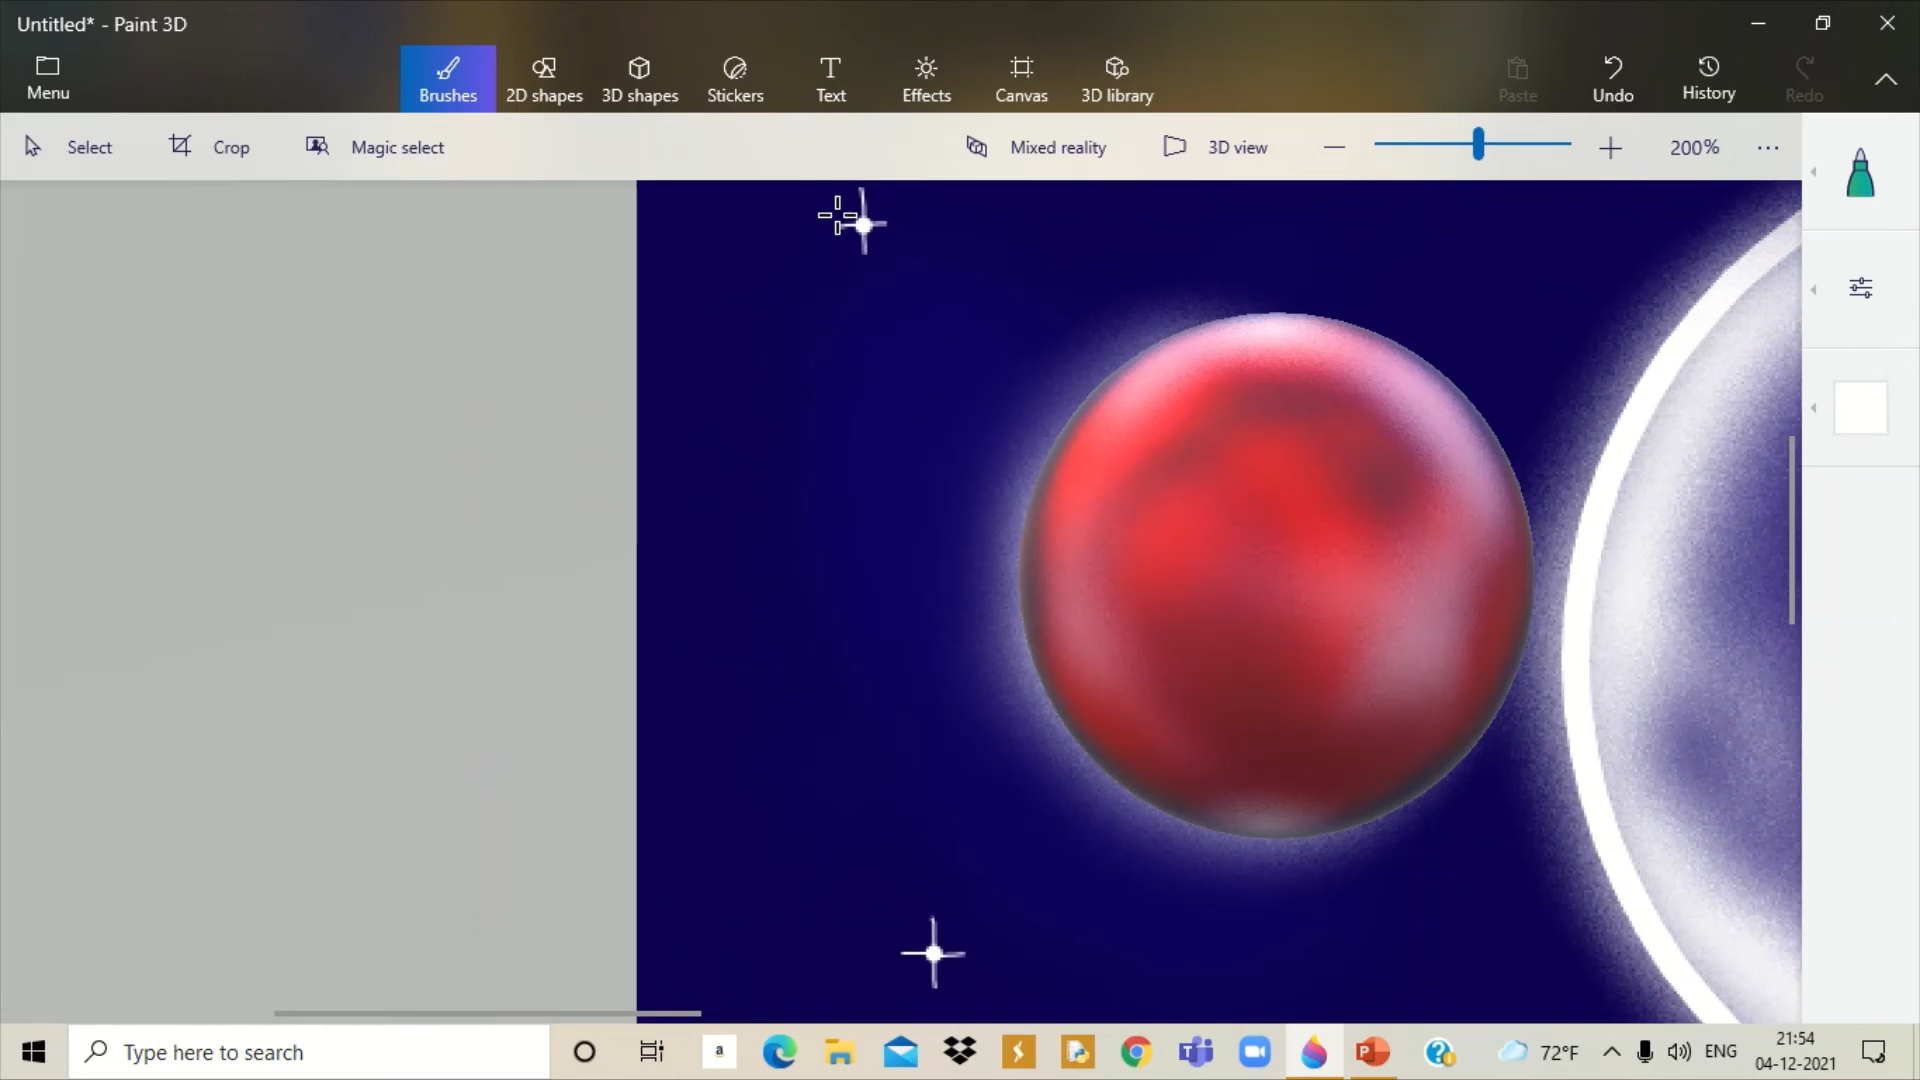 Untitled* - Paint 3D
Menu
Brushes
2D shapes
3D shapes
Stickers
Text
Effects
Canvas
3D library
Paste
Undo
History
Redo
Select
Crop
Magic select
Mixed reality
3D view
200%
Type here to search
a
P
72°F
ENG
21:54
04-12-2021